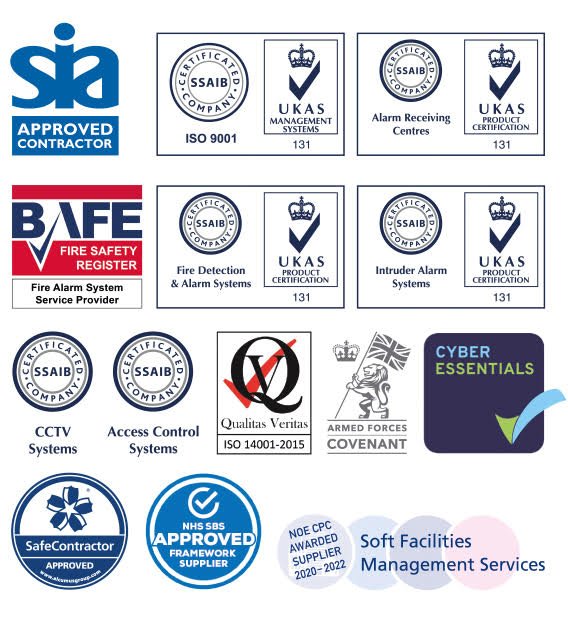 sia
APPROVED
CONTRACTOR
CERTIFICATED
SSAIB
COMPANY
ISO 9001
UKAS
MANAGEMENT
SYSTEMS
131
CERTIFICATED
SSAIB
COMPANY
Alarm Receiving
Centres
UKAS
PRODUCT
CERTIFICATION
131
BAFE
FIRE SAFETY
REGISTER
Fire Alarm System
Service Provider
CERTIFICATED
SSAIB
COMPANY
Fire Detection
& Alarm Systems
UKAS
PRODUCT
CERTIFICATION
131
CERTIFICATED
SSAIB
COMPANY
Intruder Alarm
Systems
UKAS
PRODUCT
CERTIFICATION
131
CERTIFICATED
SSAIB
COMPANY
CCTV
Systems
CERTIFICATED
SSAIB
COMPANY
Access Control
Systems
QV
Qualitas Veritas
ISO 14001-2015
ARMED FORCES
COVENANT
CYBER
ESSENTIALS
SafeContractor
APPROVED
www.alcumusgroup.com
NHS SBS
APPROVED
FRAMEWORK
SUPPLIER
NOE CPC
AWARDED
SUPPLIER
2020-2022
Soft Facilities
Management Services